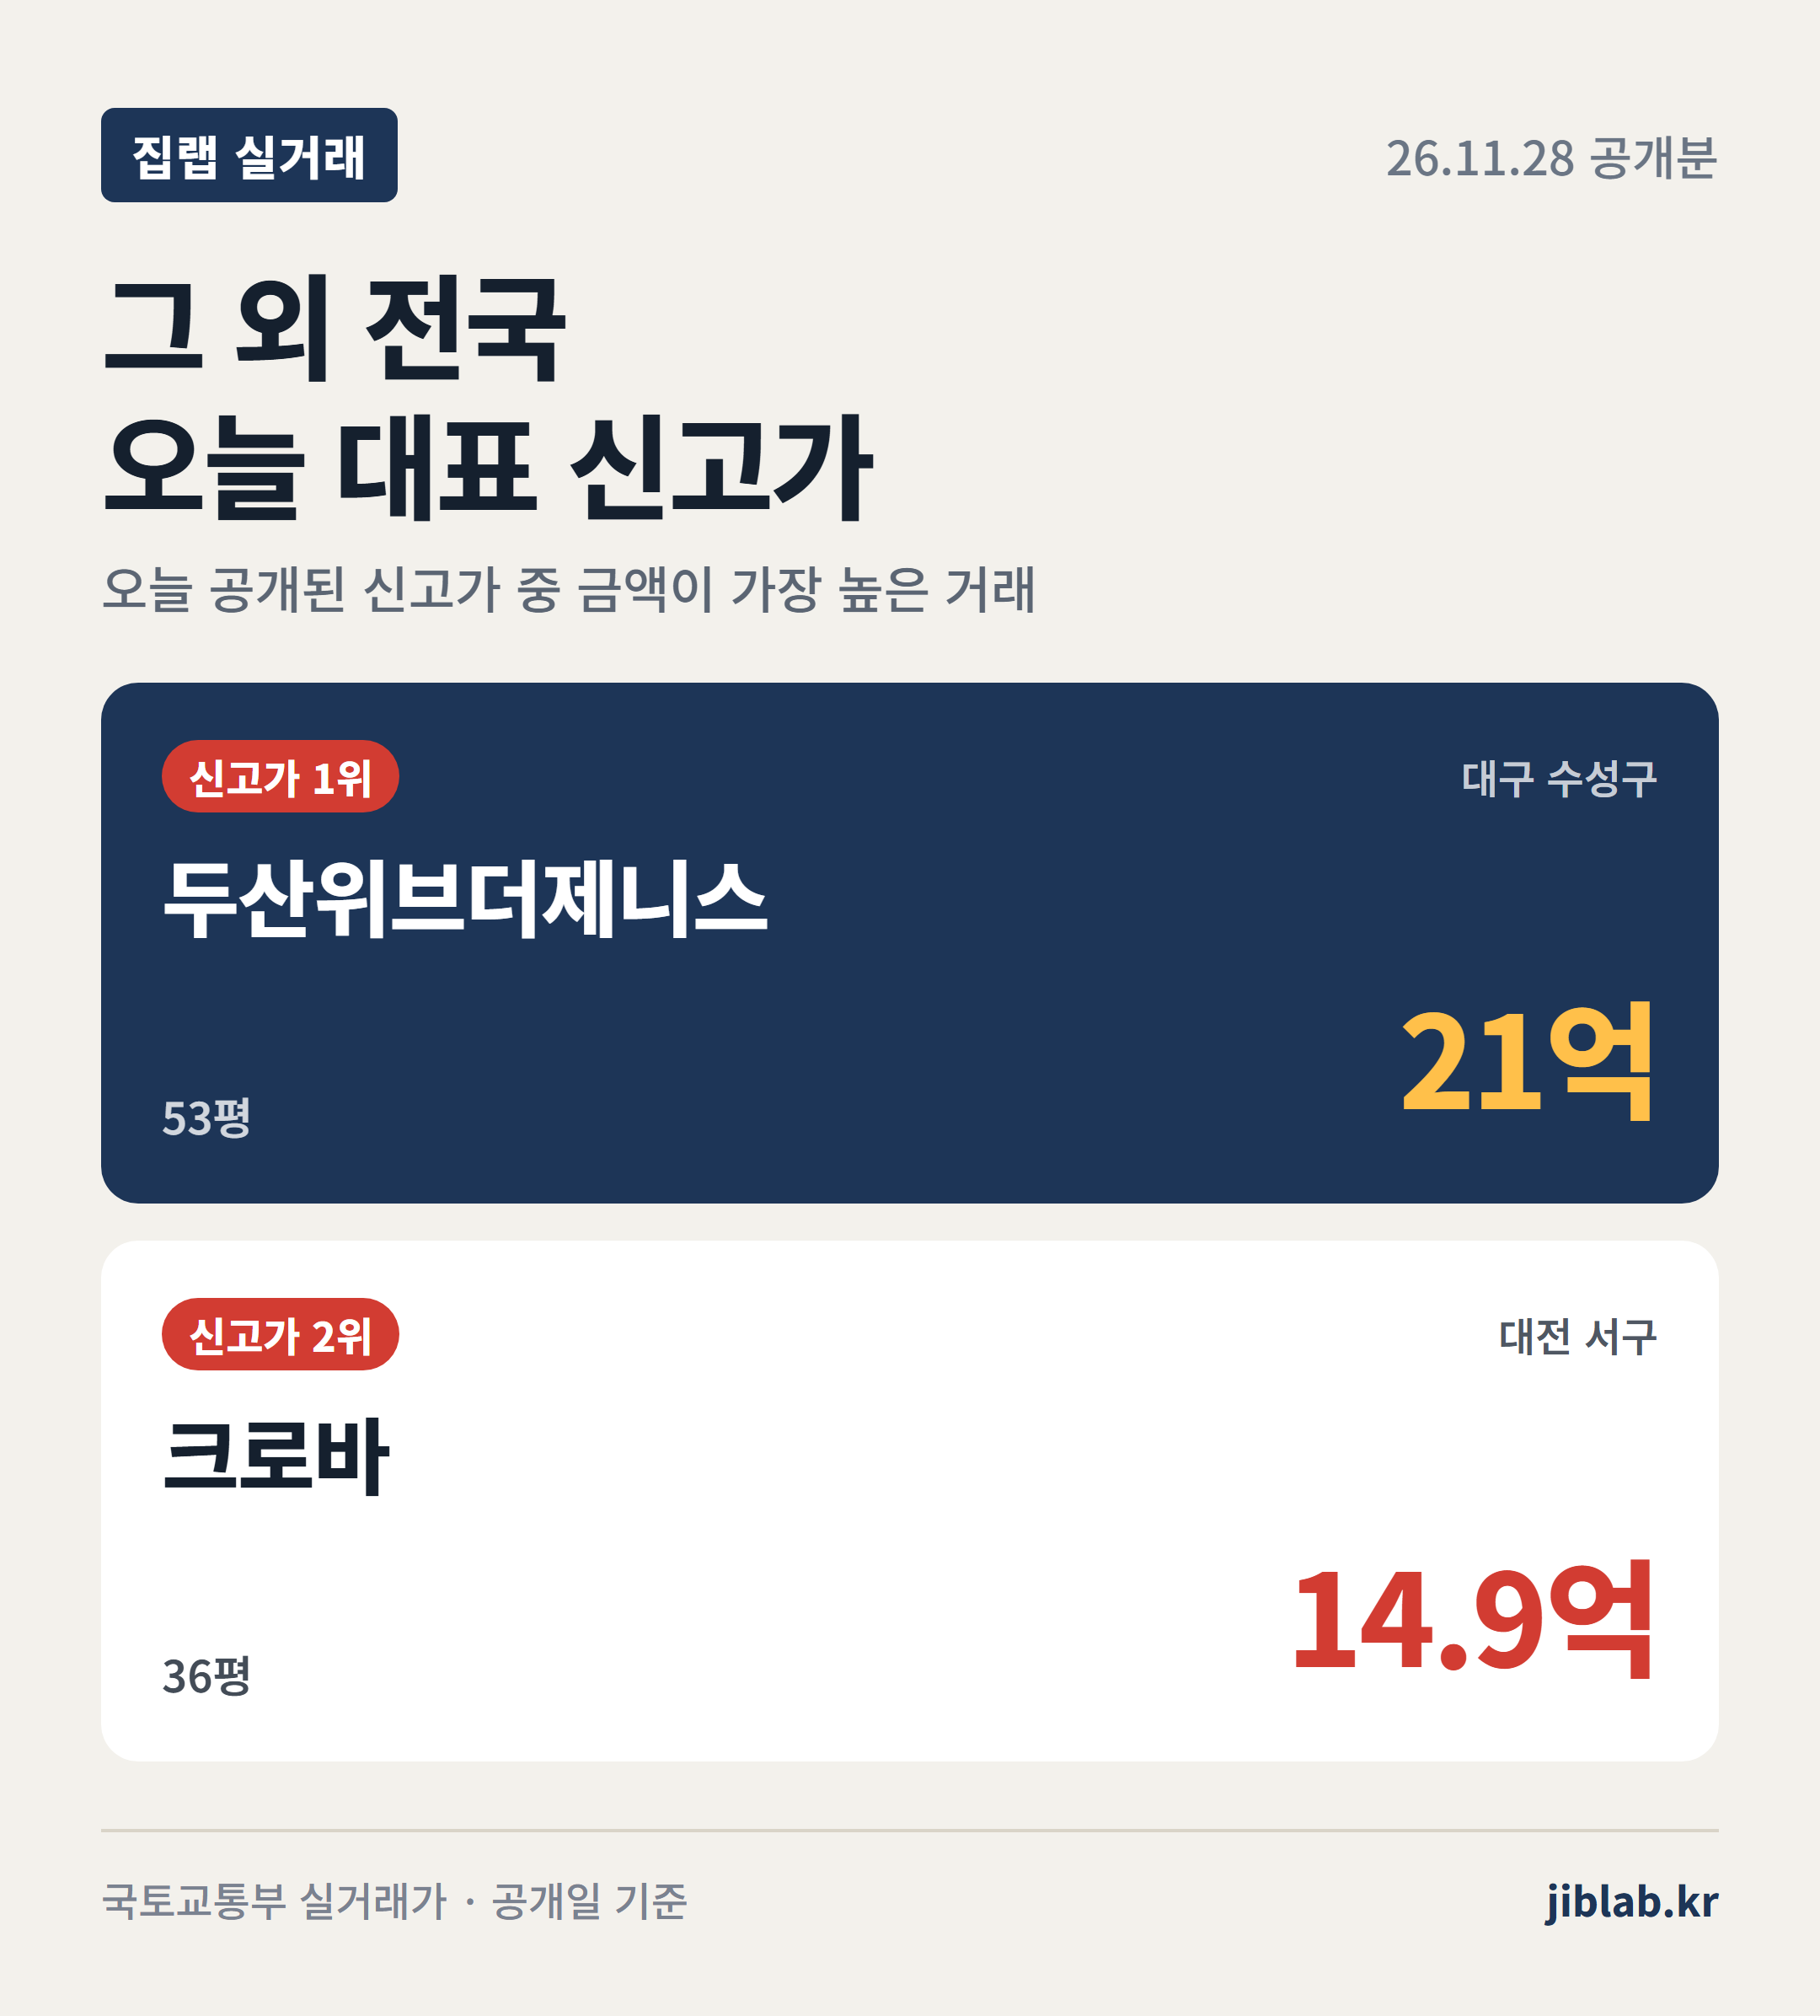 집랩 실거래
26.11.28 공개분
그 외 전국
오늘 대표 신고가
오늘 공개된 신고가 중 금액이 가장 높은 거래
신고가 1위
대구 수성구
두산위브더제니스
21억
53평
신고가 2위
대전 서구
크로바
14.9억
36평
국토교통부 실거래가 · 공개일 기준
jiblab.kr